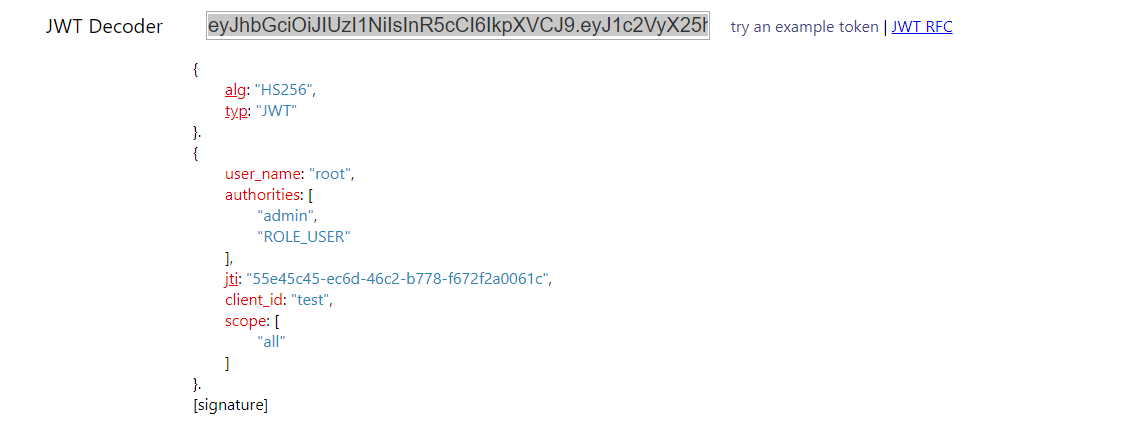 JWT Decoder eyJhbGciOiJIUzI1NiIsInR5cCI6IkpXVCJ9.eyJ1c2VyX25h try an example token | JWT RFC
{
alg: "HS256",
typ: "JWT"
}.
{
user_name: "root",
authorities: [
"admin",
"ROLE_USER"
],
jti: "55e45c45-ec6d-46c2-b778-f672f2a0061c",
client_id: "test",
scope: [
"all"
]
}.
[signature]